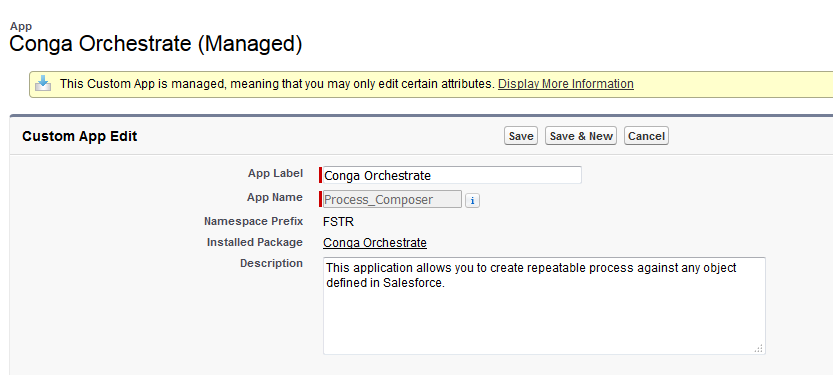 App
Conga Orchestrate (Managed)
This Custom App is managed, meaning that you may only edit certain attributes. Display More Information
Custom App Edit
Save
Save & New
Cancel
App Label
Conga Orchestrate
App Name
Process_Composer
i
Namespace Prefix
FSTR
Installed Package
Conga Orchestrate
Description
This application allows you to create repeatable process against any object
defined in Salesforce.